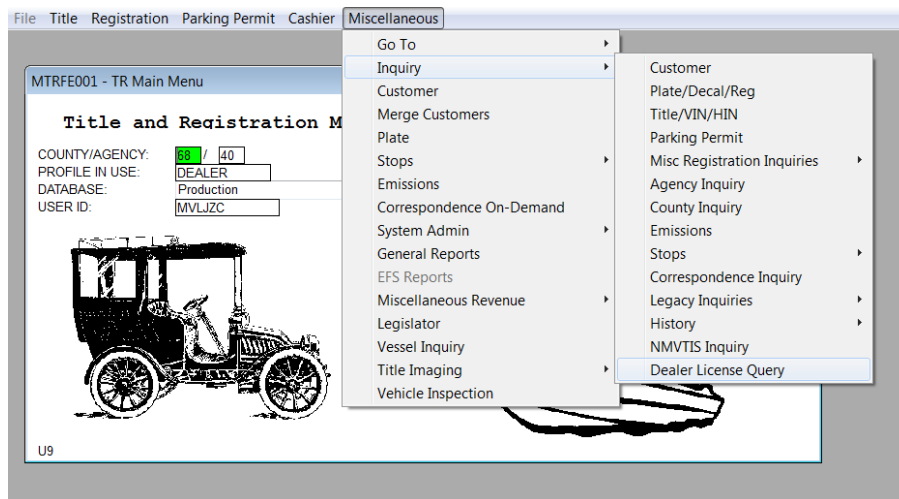 File Title Registration Parking Permit Cashier Miscellaneous
MTRFE001 - TR Main Menu
Title and Registration M
COUNTY/AGENCY: 68 / 40
PROFILE IN USE: DEALER
DATABASE: Production
USER ID: MVLJZC
U9
Go To
Inquiry
Customer
Merge Customers
Plate
Stops
Emissions
Correspondence On-Demand
System Admin
General Reports
EFS Reports
Miscellaneous Revenue
Legislator
Vessel Inquiry
Title Imaging
Vehicle Inspection
Customer
Plate/Decal/Reg
Title/VIN/HIN
Parking Permit
Misc Registration Inquiries
Agency Inquiry
County Inquiry
Emissions
Stops
Correspondence Inquiry
Legacy Inquiries
History
NMVTIS Inquiry
Dealer License Query